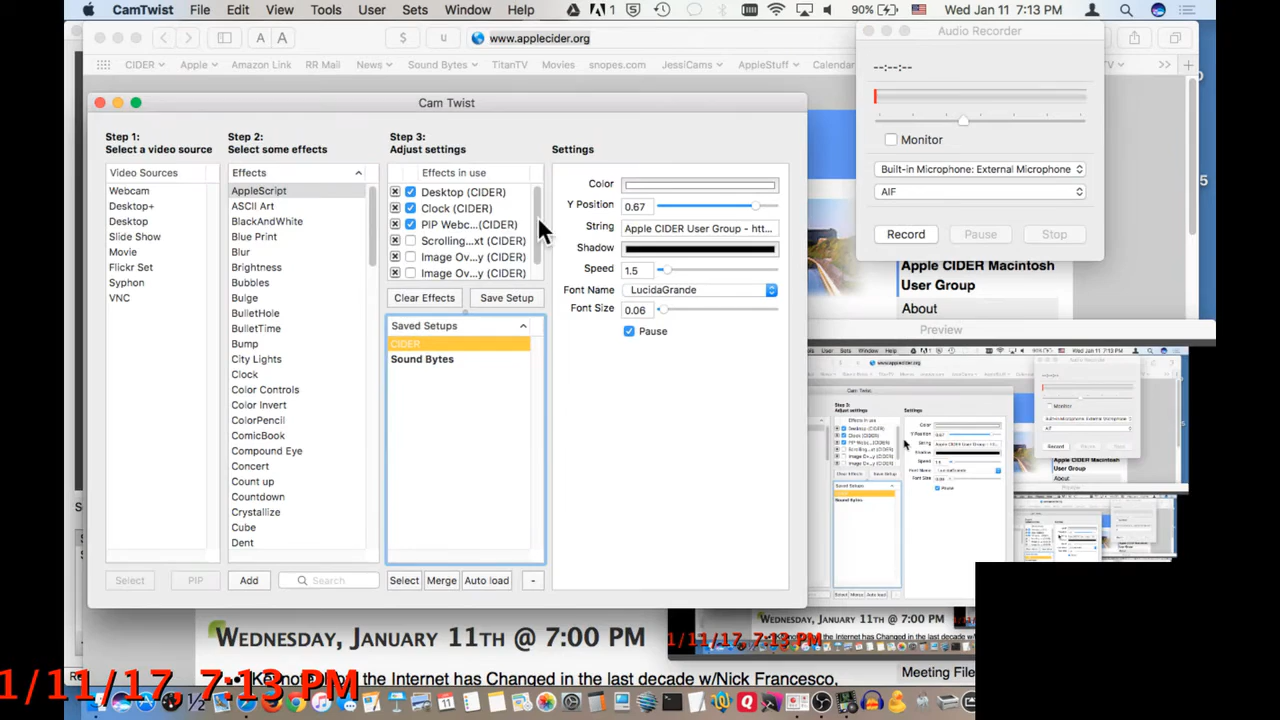 CamTwist File Edit View Tools User Sets Window Help
90% Wed Jan 11 7:13 PM
www.applecider.org
CIDER Apple Amazon Link RR Mail News Sound Bytes TitanTV Movies snopes.com JessiCams AppleStuff Calendar
Audio Recorder
--:--:--
Monitor
Built-in Microphone: External Microphone
AIF
Record Pause Stop
Cam Twist
Step 1:
Select a video source
Video Sources
Webcam
Desktop+
Desktop
Slide Show
Movie
Flickr Set
Syphon
VNC
Select PIP
Step 2:
Select some effects
Effects
AppleScript
ASCII Art
BlackAndWhite
Blue Print
Blur
Brightness
Bubbles
Bulge
BulletHole
BulletTime
Bump
City Lights
Clock
Color Controls
Color Invert
ColorPencil
ComicBook
Compound Eye
Concert
Count up
Countdown
Crystallize
Cube
Dent
Add Search
Step 3:
Adjust settings
Effects in use
Desktop (CIDER)
Clock (CIDER)
PIP Webc...(CIDER)
Scrolling...xt (CIDER)
Image Ov...y (CIDER)
Image Ov...y (CIDER)
Clear Effects Save Setup
Saved Setups
CIDER
Sound Bytes
Select Merge Auto load -
Settings
Color
Y Position 0.67
String Apple CIDER User Group - htt...
Shadow
Speed 1.5
Font Name LucidaGrande
Font Size 0.06
Pause
Apple CIDER Macintosh
User Group
About
Preview
Wednesday, January 11th @ 7:00 PM
the Internet has Changed in the last decade w/Nick Francesco,
Meeting File
1/11/17, 7:13 PM
1/11/17, 7:13 PM